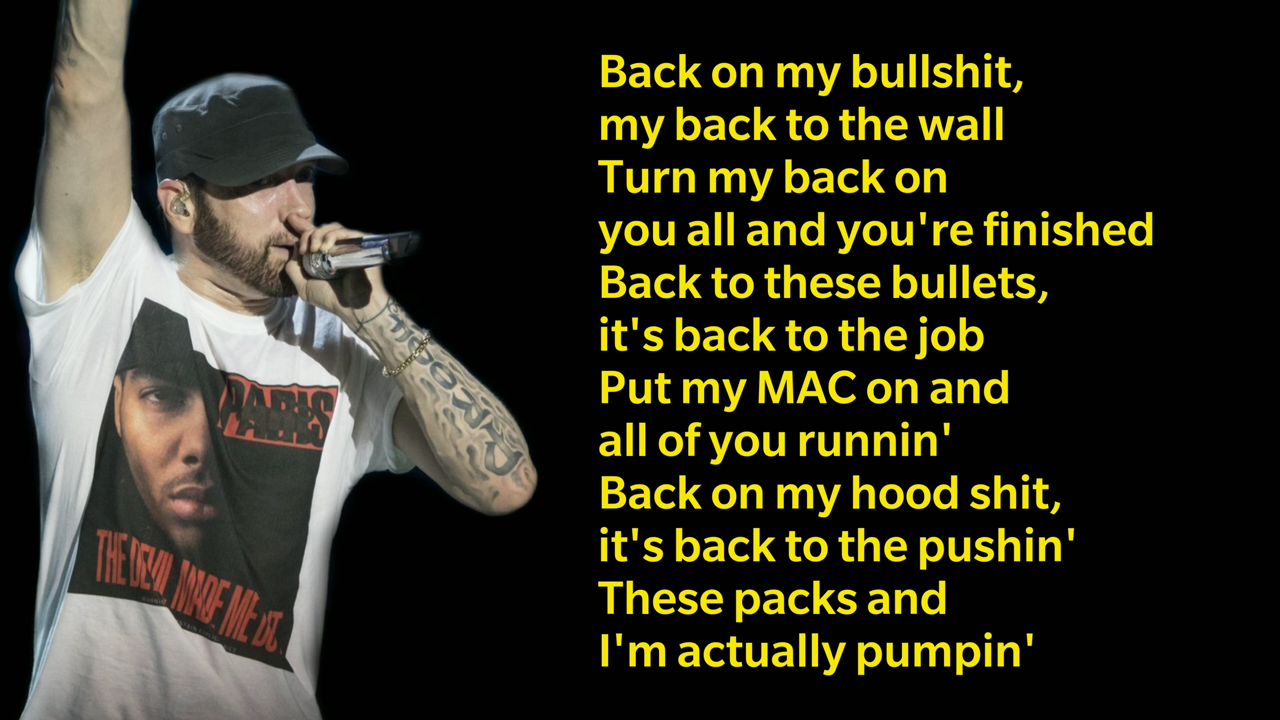 Back on my bullshit,
my back to the wall
Turn my back on
you all and you're finished
Back to these bullets,
it's back to the job
Put my MAC on and
all of you runnin'
Back on my hood shit,
it's back to the pushin'
These packs and
I'm actually pumpin'
PARIS
THE DEVIL MADE ME DO